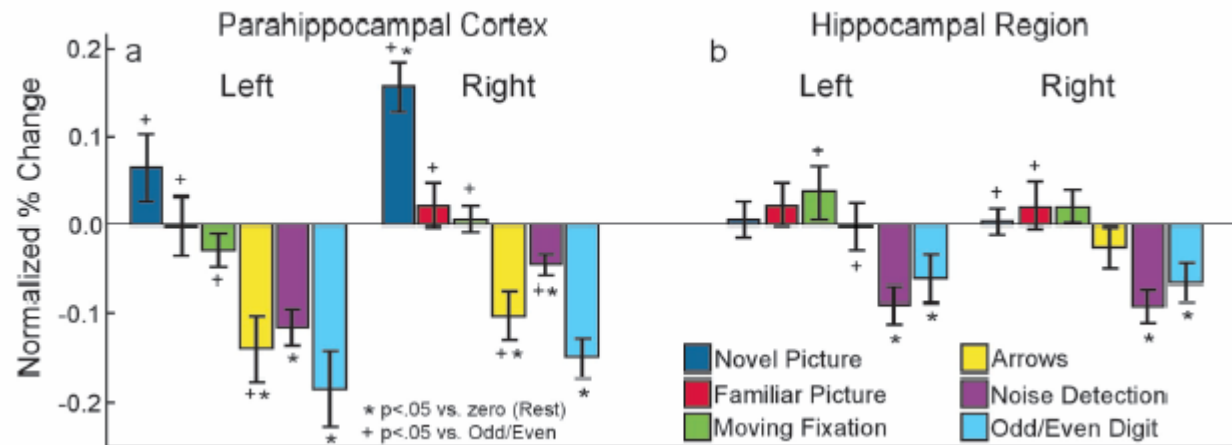 Parahippocampal Cortex Hippocampal Region
a b
Left Right Left Right
Normalized % Change
0.2
0.1
0.0
-0.1
-0.2
+ + + +* * * +* + + +* +* * + + * * + + * *
Novel Picture Arrows
Familiar Picture Noise Detection
Moving Fixation Odd/Even Digit
* p<.05 vs. zero (Rest)
+ p<.05 vs. Odd/Even